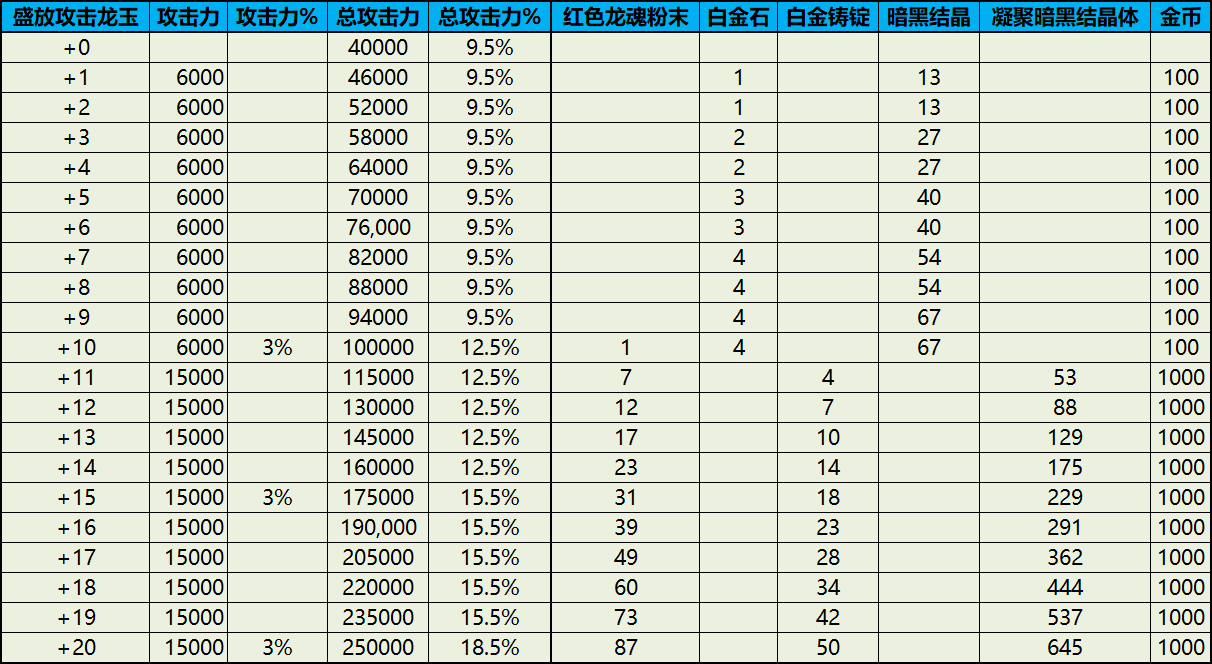 盛放攻击龙玉 攻击力 攻击力% 总攻击力 总攻击力% 红色龙魂粉末 白金石 白金铸锭 暗黑结晶 凝聚暗黑结晶体 金币
+0 40000 9.5%
+1 6000 46000 9.5% 1 13 100
+2 6000 52000 9.5% 1 13 100
+3 6000 58000 9.5% 2 27 100
+4 6000 64000 9.5% 2 27 100
+5 6000 70000 9.5% 3 40 100
+6 6000 76,000 9.5% 3 40 100
+7 6000 82000 9.5% 4 54 100
+8 6000 88000 9.5% 4 54 100
+9 6000 94000 9.5% 4 67 100
+10 6000 3% 100000 12.5% 1 4 67 100
+11 15000 115000 12.5% 7 4 53 1000
+12 15000 130000 12.5% 12 7 88 1000
+13 15000 145000 12.5% 17 10 129 1000
+14 15000 160000 12.5% 23 14 175 1000
+15 15000 3% 175000 15.5% 31 18 229 1000
+16 15000 190,000 15.5% 39 23 291 1000
+17 15000 205000 15.5% 49 28 362 1000
+18 15000 220000 15.5% 60 34 444 1000
+19 15000 235000 15.5% 73 42 537 1000
+20 15000 3% 250000 18.5% 87 50 645 1000